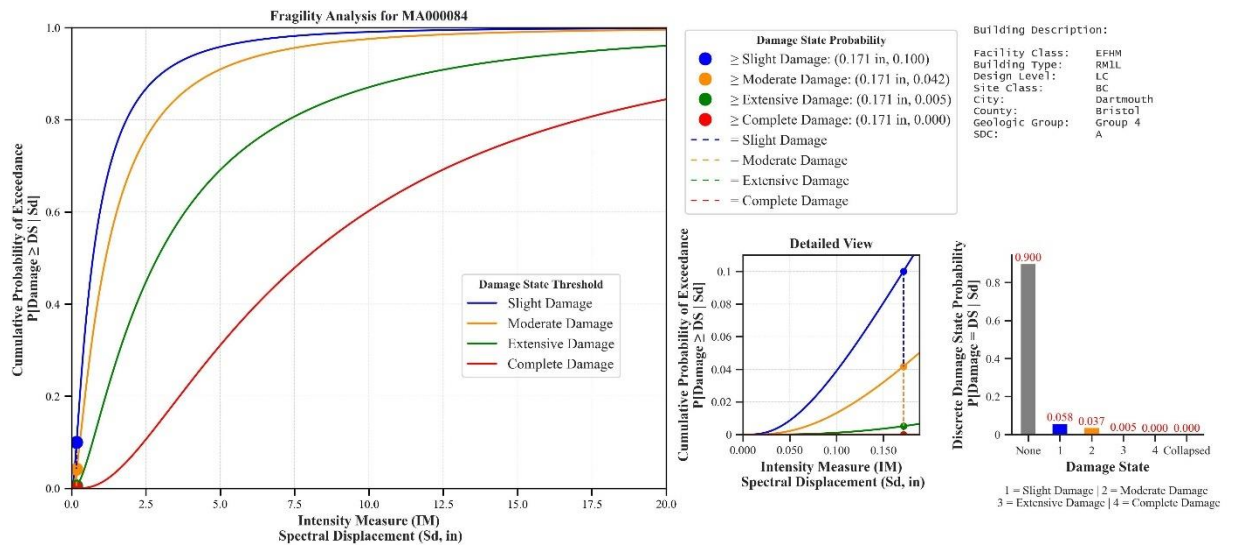 Fragility Analysis for MA000084
1.0
0.8
0.6
0.4
0.2
0.0
Cumulative Probability of Exceedance
P[Damage ≥ DS | Sd]
0.0 2.5 5.0 7.5 10.0 12.5 15.0 17.5 20.0
Intensity Measure (IM)
Spectral Displacement (Sd, in)
Damage State Threshold
Slight Damage
Moderate Damage
Extensive Damage
Complete Damage
Damage State Probability
≥ Slight Damage: (0.171 in, 0.100)
≥ Moderate Damage: (0.171 in, 0.042)
≥ Extensive Damage: (0.171 in, 0.005)
≥ Complete Damage: (0.171 in, 0.000)
= Slight Damage
= Moderate Damage
= Extensive Damage
= Complete Damage
Building Description:
Facility Class: EFHM
Building Type: RM1L
Design Level: LC
Site Class: BC
City: Dartmouth
County: Bristol
Geologic Group: Group 4
SDC: A
Detailed View
0.1
0.08
0.06
0.04
0.02
0
Cumulative Probability of Exceedance
P[Damage ≥ DS | Sd]
0.000 0.050 0.100 0.150
Intensity Measure (IM)
Spectral Displacement (Sd, in)
Discrete Damage State Probability
P[Damage = DS | Sd]
0.8
0.6
0.4
0.2
0
0.900
0.058
0.037
0.005
0.000
0.000
None 1 2 3 4 Collapsed
Damage State
1 = Slight Damage | 2 = Moderate Damage
3 = Extensive Damage | 4 = Complete Damage